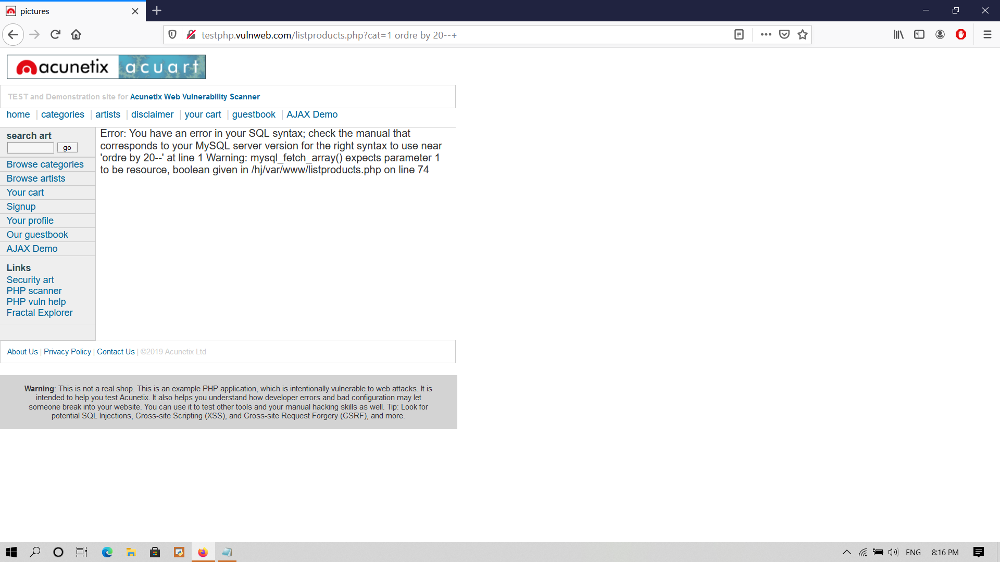 pictures
testphp.vulnweb.com/listproducts.php?cat=1 ordre by 20--+
acunetix acuart
TEST and Demonstration site for Acunetix Web Vulnerability Scanner
home | categories | artists | disclaimer | your cart | guestbook | AJAX Demo
search art
go
Browse categories
Browse artists
Your cart
Signup
Your profile
Our guestbook
AJAX Demo
Links
Security art
PHP scanner
PHP vuln help
Fractal Explorer
Error: You have an error in your SQL syntax; check the manual that
corresponds to your MySQL server version for the right syntax to use near
'ordre by 20--' at line 1 Warning: mysql_fetch_array() expects parameter 1
to be resource, boolean given in /hj/var/www/listproducts.php on line 74
About Us | Privacy Policy | Contact Us | ©2019 Acunetix Ltd
Warning: This is not a real shop. This is an example PHP application, which is intentionally vulnerable to web attacks. It is
intended to help you test Acunetix. It also helps you understand how developer errors and bad configuration may let
someone break into your website. You can use it to test other tools and your manual hacking skills as well. Tip: Look for
potential SQL Injections, Cross-site Scripting (XSS), and Cross-site Request Forgery (CSRF), and more.
ENG 8:16 PM